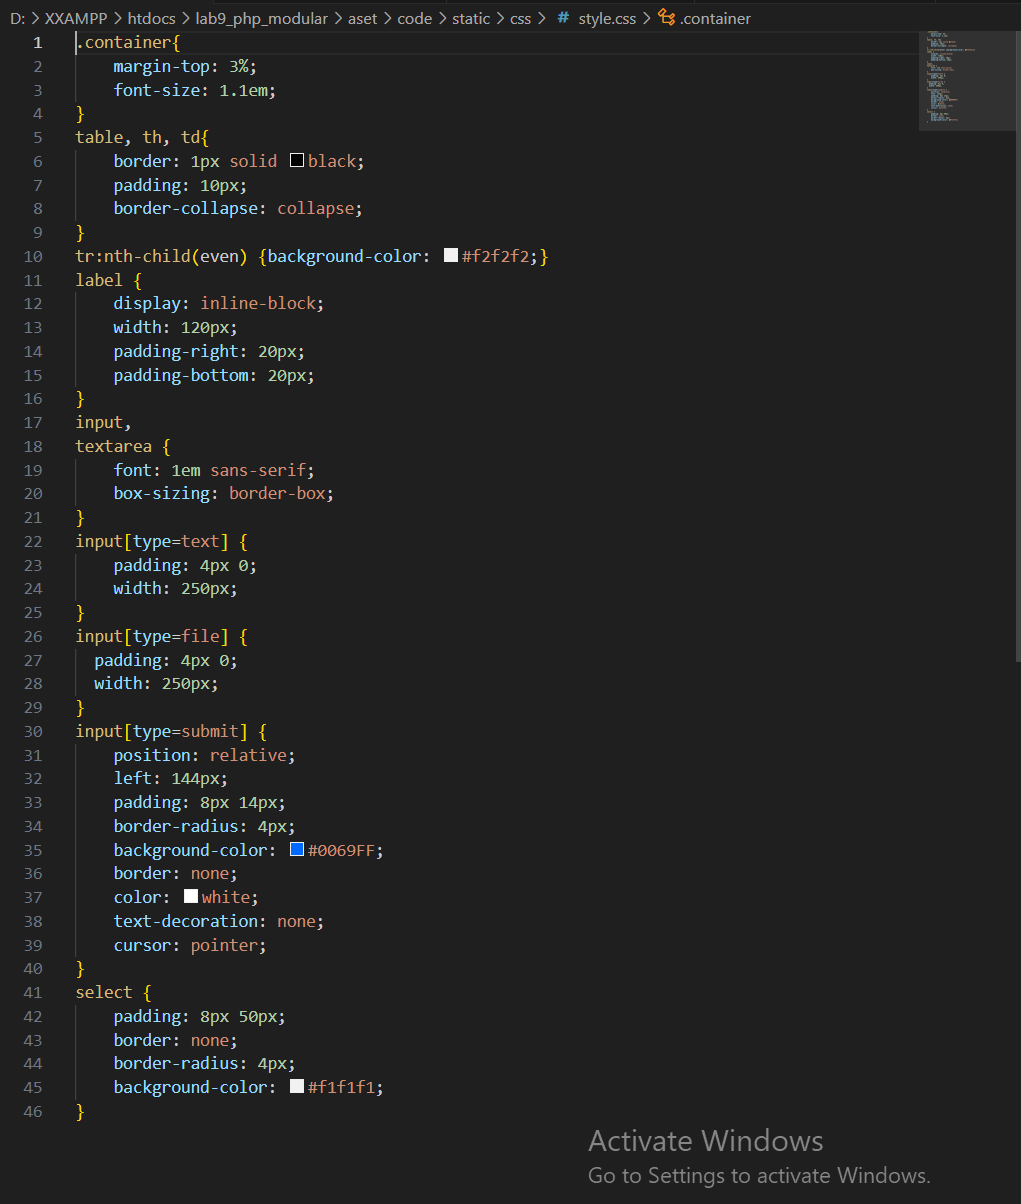 D: > XXAMPP > htdocs > lab9_php_modular > aset > code > static > css > # style.css > .container
1 .container{
2     margin-top: 3%;
3     font-size: 1.1em;
4 }
5 table, th, td{
6     border: 1px solid black;
7     padding: 10px;
8     border-collapse: collapse;
9 }
10 tr:nth-child(even) {background-color: #f2f2f2;}
11 label {
12     display: inline-block;
13     width: 120px;
14     padding-right: 20px;
15     padding-bottom: 20px;
16 }
17 input,
18 textarea {
19     font: 1em sans-serif;
20     box-sizing: border-box;
21 }
22 input[type=text] {
23     padding: 4px 0;
24     width: 250px;
25 }
26 input[type=file] {
27   padding: 4px 0;
28   width: 250px;
29 }
30 input[type=submit] {
31     position: relative;
32     left: 144px;
33     padding: 8px 14px;
34     border-radius: 4px;
35     background-color: #0069FF;
36     border: none;
37     color: white;
38     text-decoration: none;
39     cursor: pointer;
40 }
41 select {
42     padding: 8px 50px;
43     border: none;
44     border-radius: 4px;
45     background-color: #f1f1f1;
46 }
Activate Windows
Go to Settings to activate Windows.